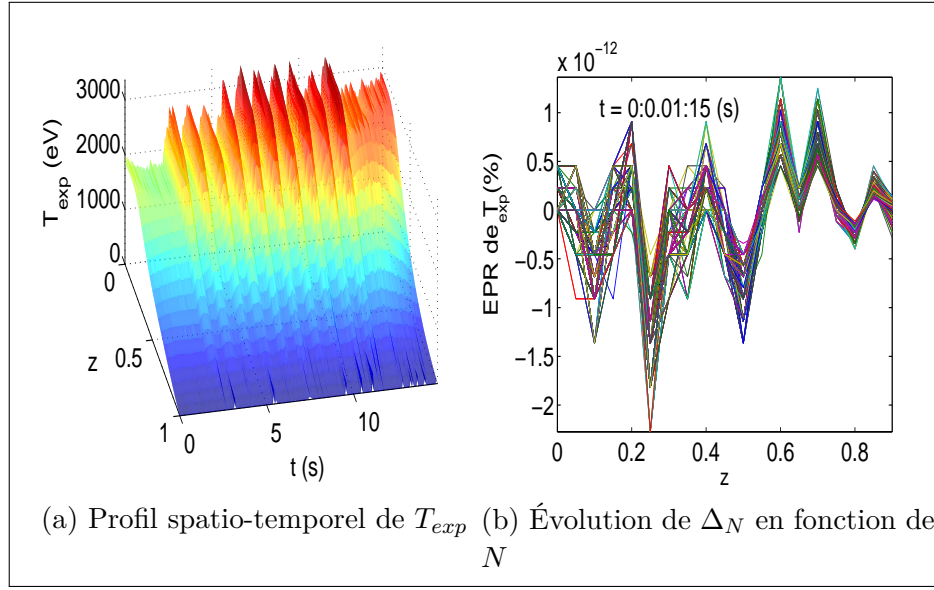 3000
2000
1000
0
T_exp (eV)
0
0.5
1
z
0
5
10
t (s)
x 10^-12
t = 0:0.01:15 (s)
1
0.5
0
−0.5
−1
−1.5
−2
EPR de T_exp (%)
0
0.2
0.4
0.6
0.8
z
(a) Profil spatio-temporel de T_exp
(b) Évolution de Δ_N en fonction de
N